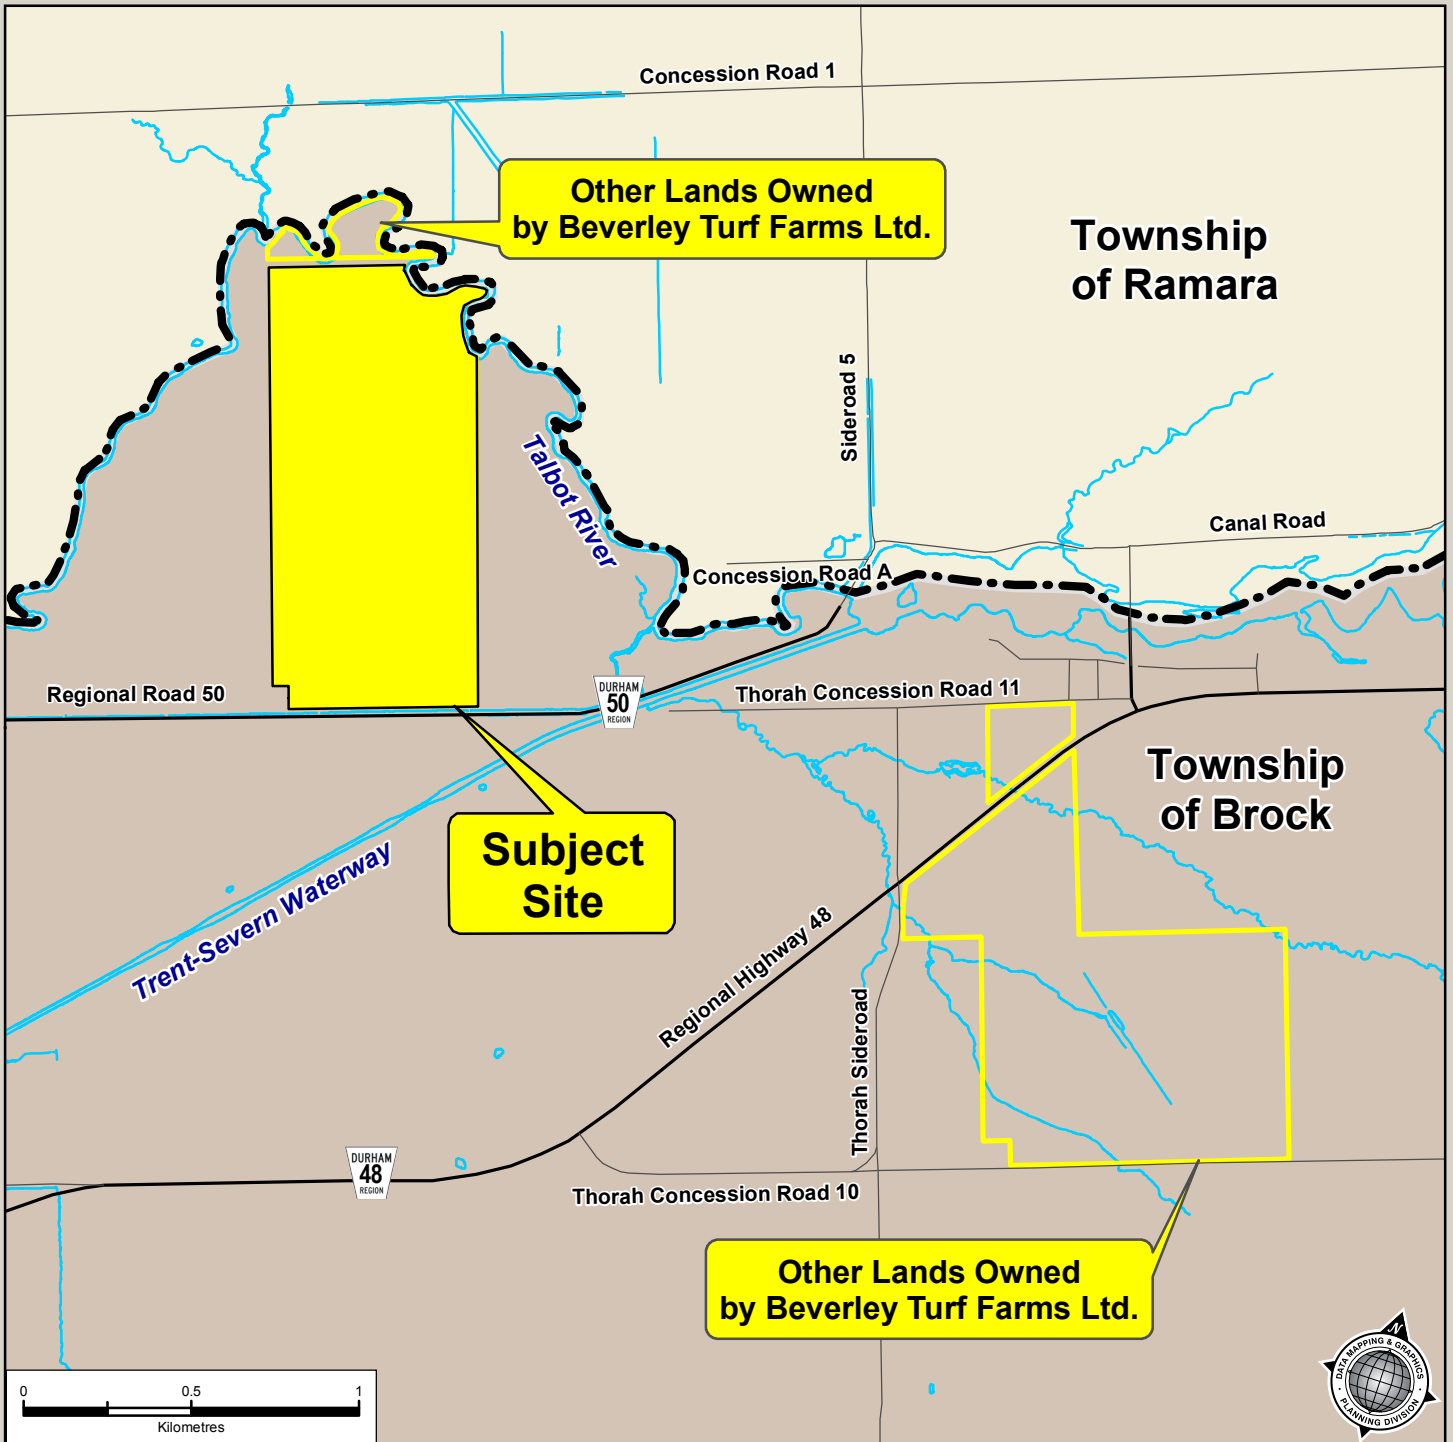 Concession Road 1
Other Lands Owned
by Beverley Turf Farms Ltd.
Township
of Ramara
Sideroad 5
Talbot River
Canal Road
Concession Road A
Regional Road 50
DURHAM
50
REGION
Thorah Concession Road 11
Township
of Brock
Subject
Site
Trent-Severn Waterway
Regional Highway 48
Thorah Sideroad
DURHAM
48
REGION
Thorah Concession Road 10
Other Lands Owned
by Beverley Turf Farms Ltd.
0 0.5 1
Kilometres
N
DATA MAPPING & GRAPHICS
PLANNING DIVISION